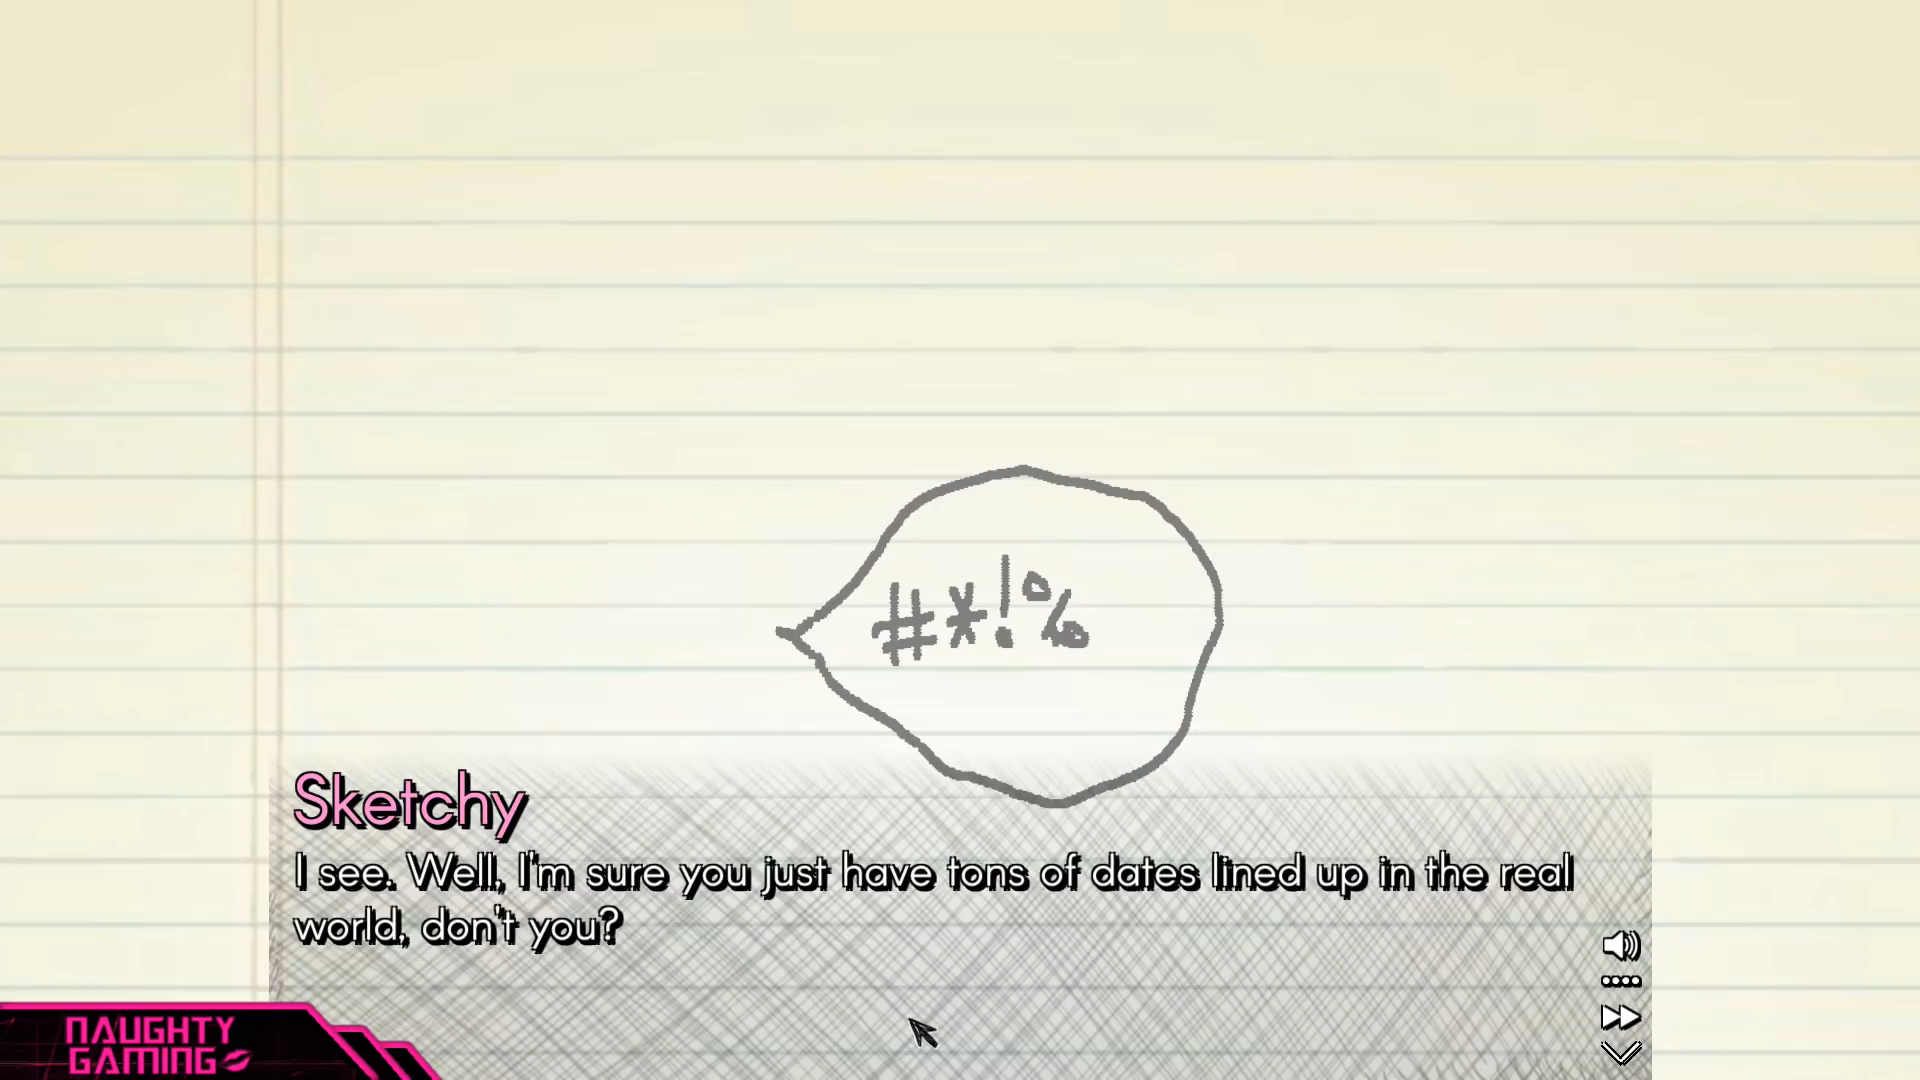 #*!%
Sketchy
I see. Well, I'm sure you just have tons of dates lined up in the real
world, don't you?
NAUGHTY
GAMING